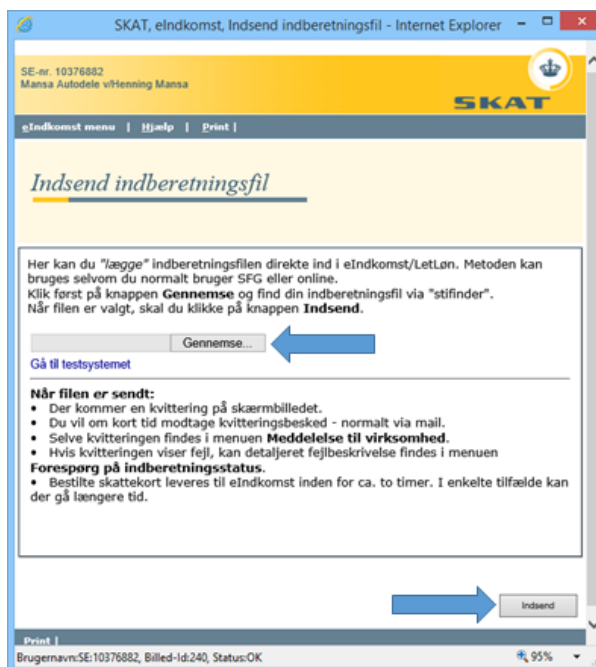 SKAT, eIndkomst, Indsend indberetningsfil - Internet Explorer
SE-nr. 10376882
Mansa Autodele v/Henning Mansa
SKAT
eIndkomst menu | Hjælp | Print |
Indsend indberetningsfil
Her kan du "lægge" indberetningsfilen direkte ind i eIndkomst/LetLøn. Metoden kan
bruges selvom du normalt bruger SFG eller online.
Klik først på knappen Gennemse og find din indberetningsfil via "stifinder".
Når filen er valgt, skal du klikke på knappen Indsend.
Gennemse...
Gå til testsystemet
Når filen er sendt:
• Der kommer en kvittering på skærmbilledet.
• Du vil om kort tid modtage kvitteringsbesked - normalt via mail.
• Selve kvitteringen findes i menuen Meddelelse til virksomhed.
• Hvis kvitteringen viser fejl, kan detaljeret fejlbeskrivelse findes i menuen
Forespørg på indberetningsstatus.
• Bestilte skattekort leveres til eIndkomst inden for ca. to timer. I enkelte tilfælde kan
der gå længere tid.
Indsend
Print |
Brugernavn:SE:10376882, Billed-Id:240, Status:OK
95%